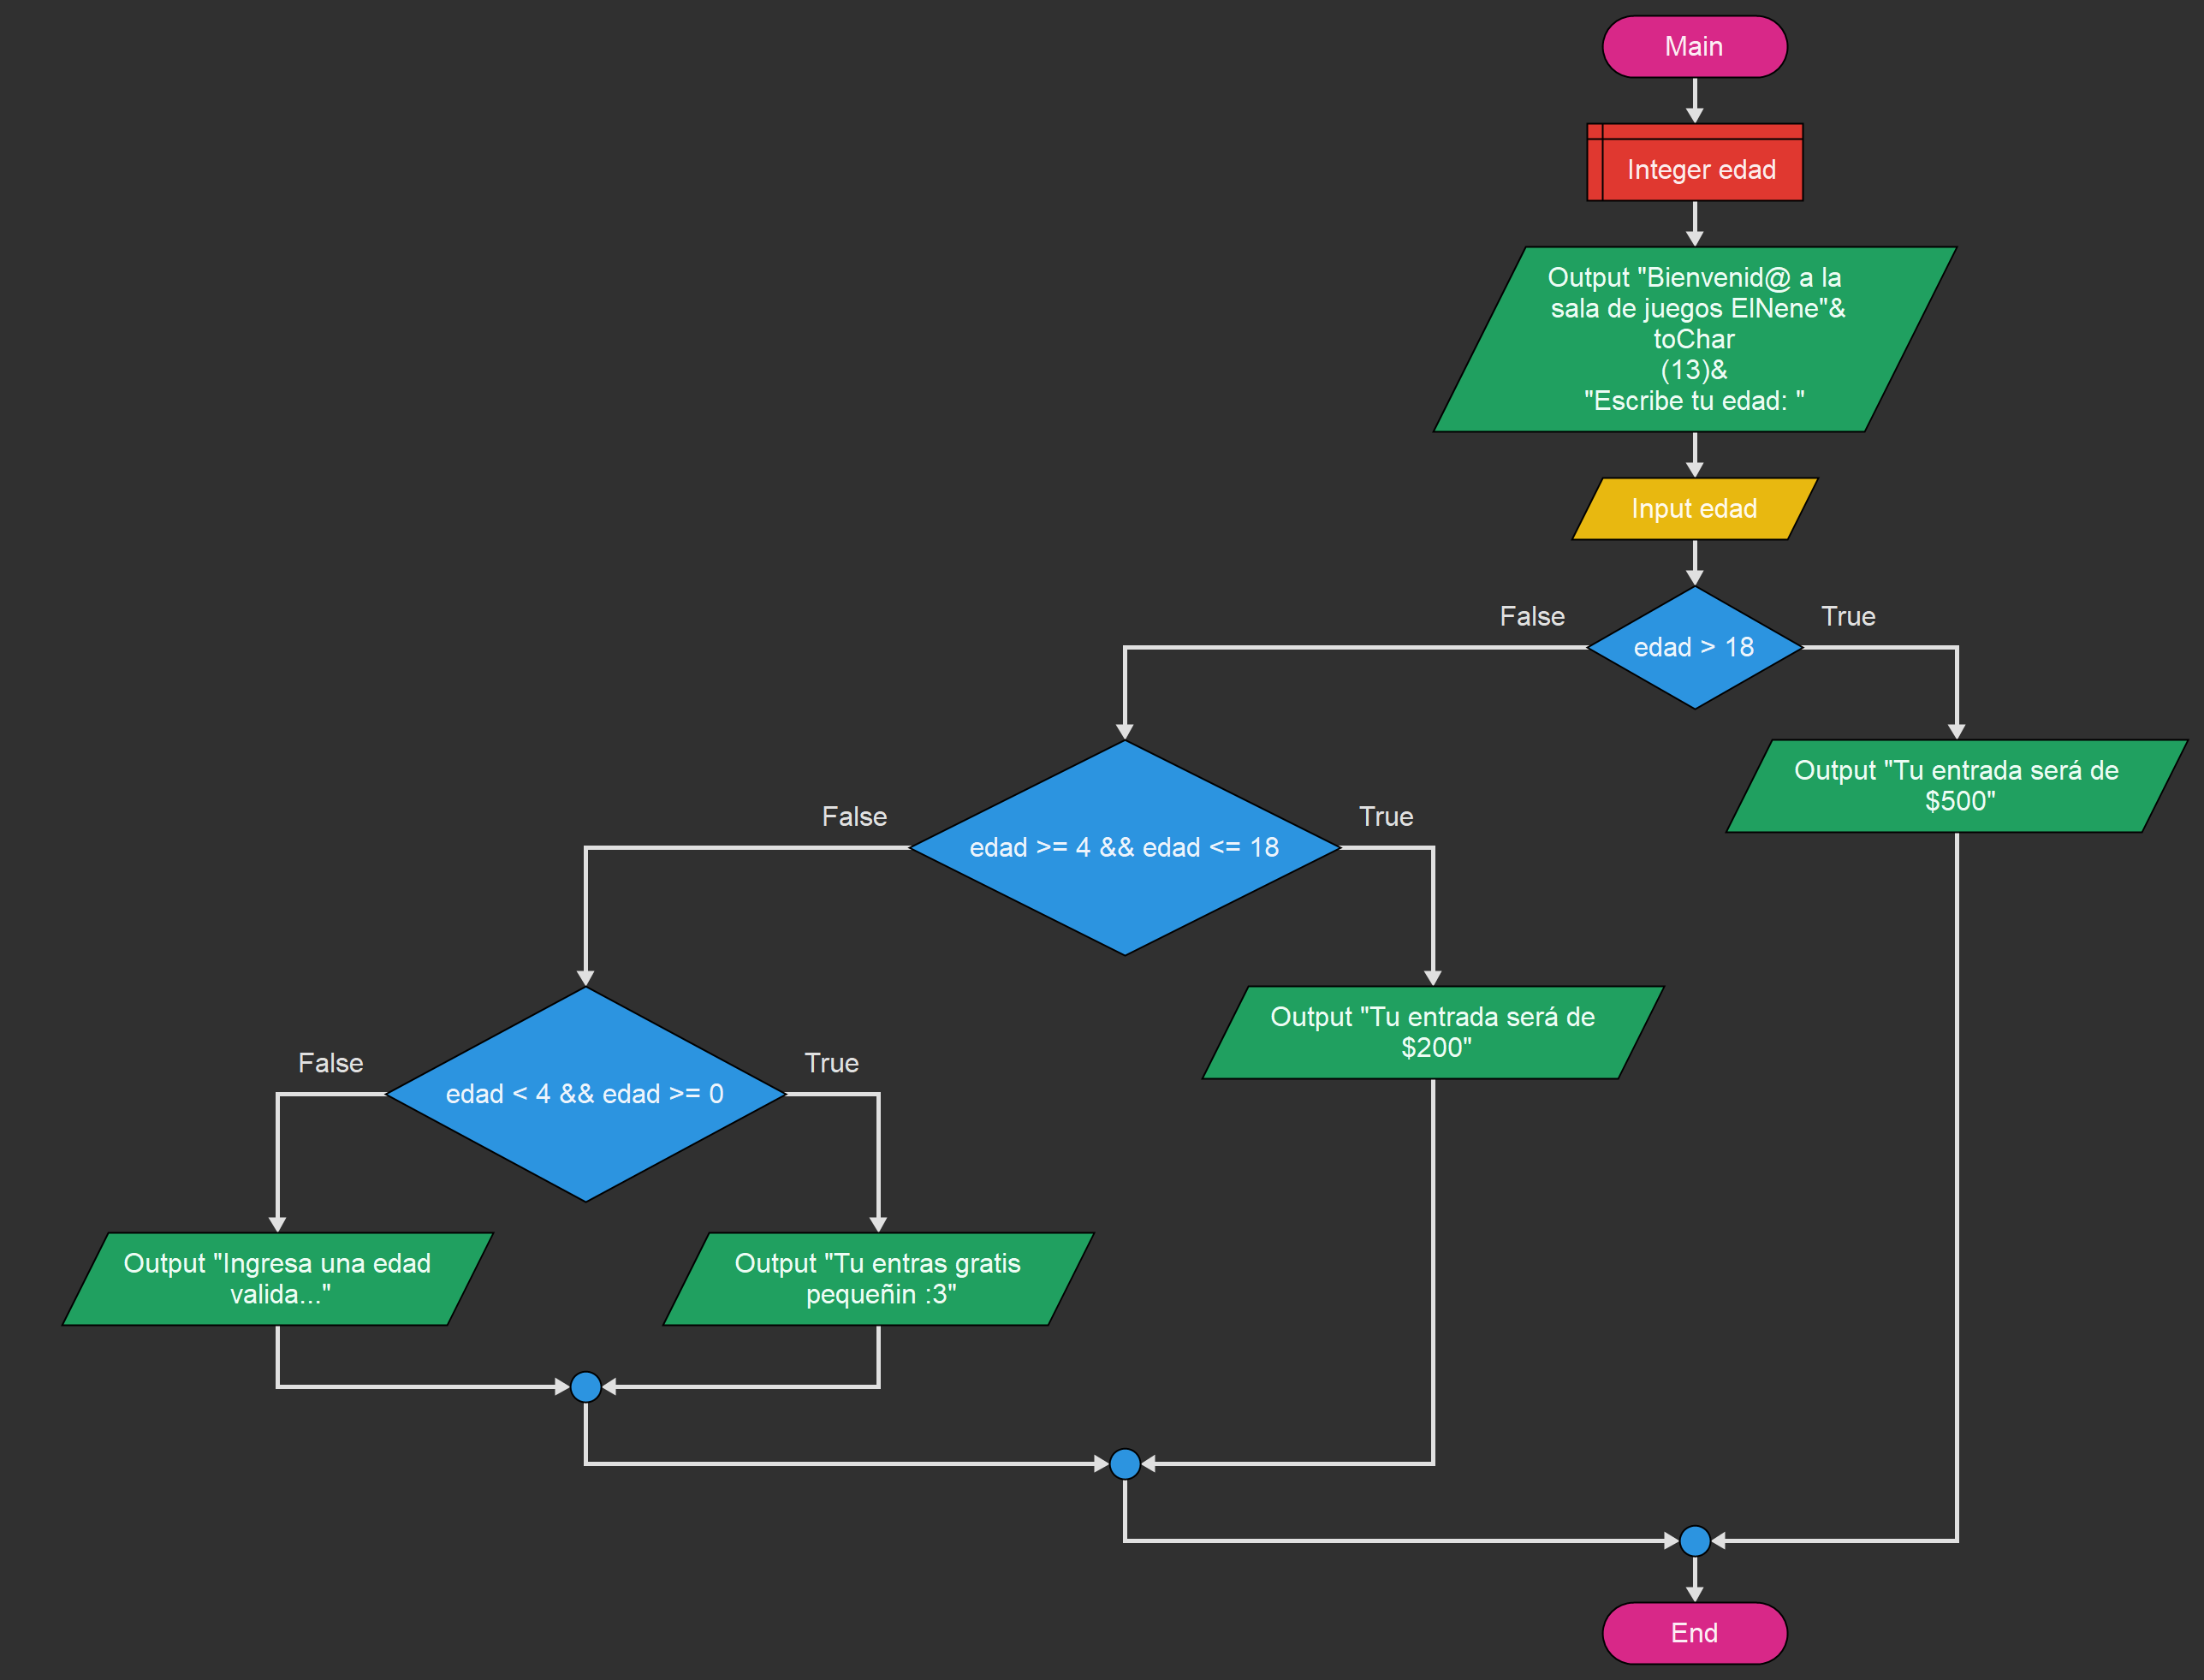 Main
Integer edad
Output "Bienvenid@ a la
sala de juegos ElNene"&
toChar
(13)&
"Escribe tu edad: "
Input edad
False
True
edad > 18
Output "Tu entrada será de
$500"
False
True
edad >= 4 && edad <= 18
Output "Tu entrada será de
$200"
False
True
edad < 4 && edad >= 0
Output "Ingresa una edad
valida..."
Output "Tu entras gratis
pequeñin :3"
End